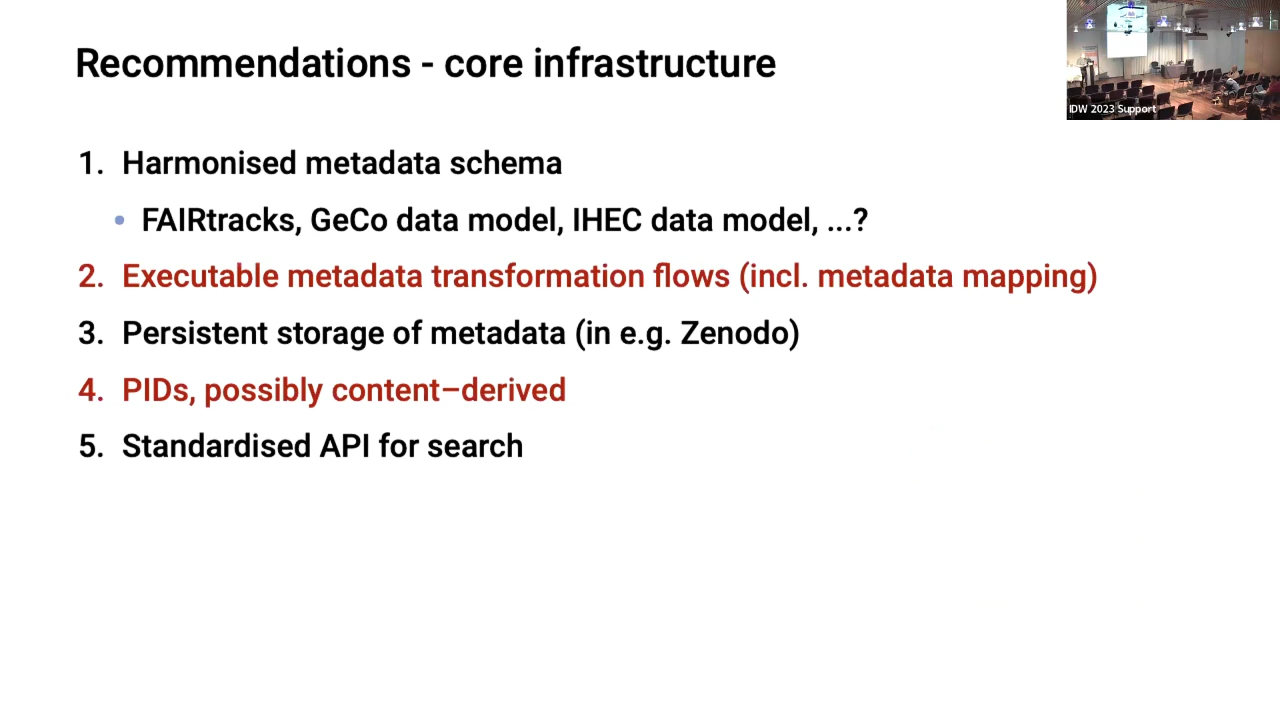 Recommendations - core infrastructure
IDW 2023 Support
1. Harmonised metadata schema
• FAIRtracks, GeCo data model, IHEC data model, ...?
2. Executable metadata transformation flows (incl. metadata mapping)
3. Persistent storage of metadata (in e.g. Zenodo)
4. PIDs, possibly content–derived
5. Standardised API for search